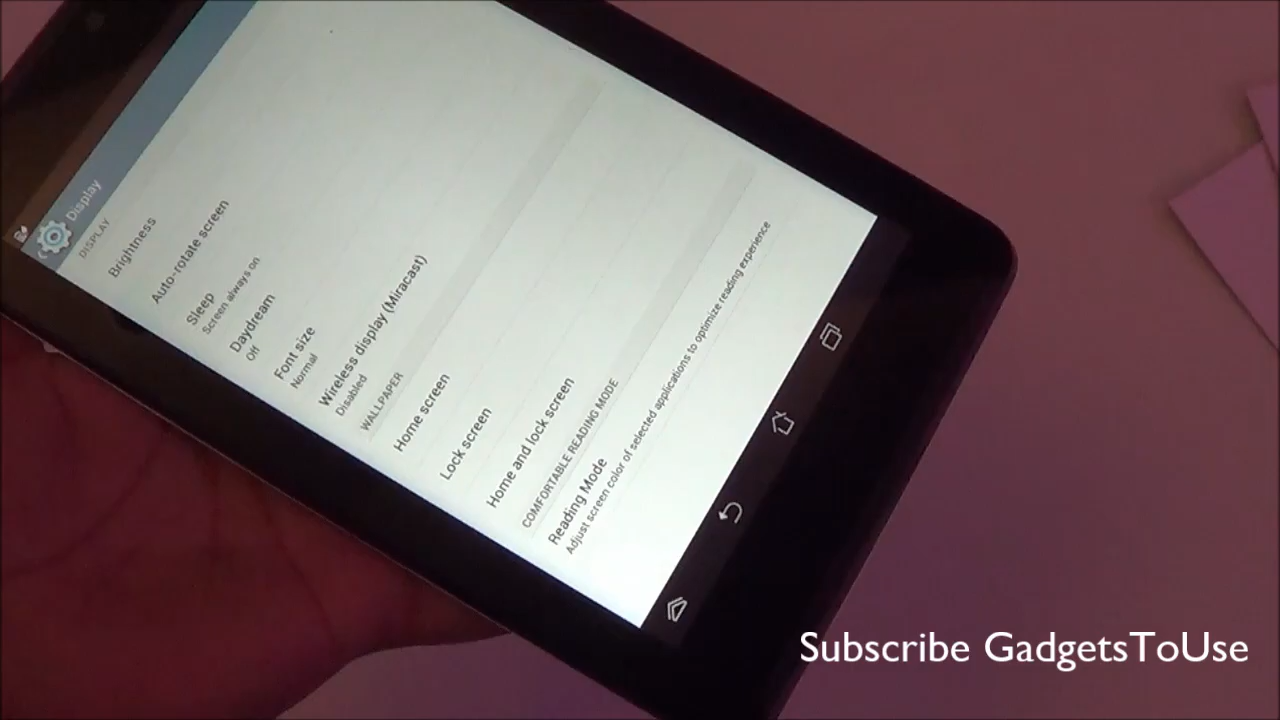 Display
DISPLAY
Brightness
Auto-rotate screen
Sleep
Screen always on
Daydream
Off
Font size
Normal
Wireless display (Miracast)
Disabled
WALLPAPER
Home screen
Lock screen
Home and lock screen
COMFORTABLE READING MODE
Reading Mode
Adjust screen color of selected applications to optimize reading experience
Subscribe GadgetsToUse